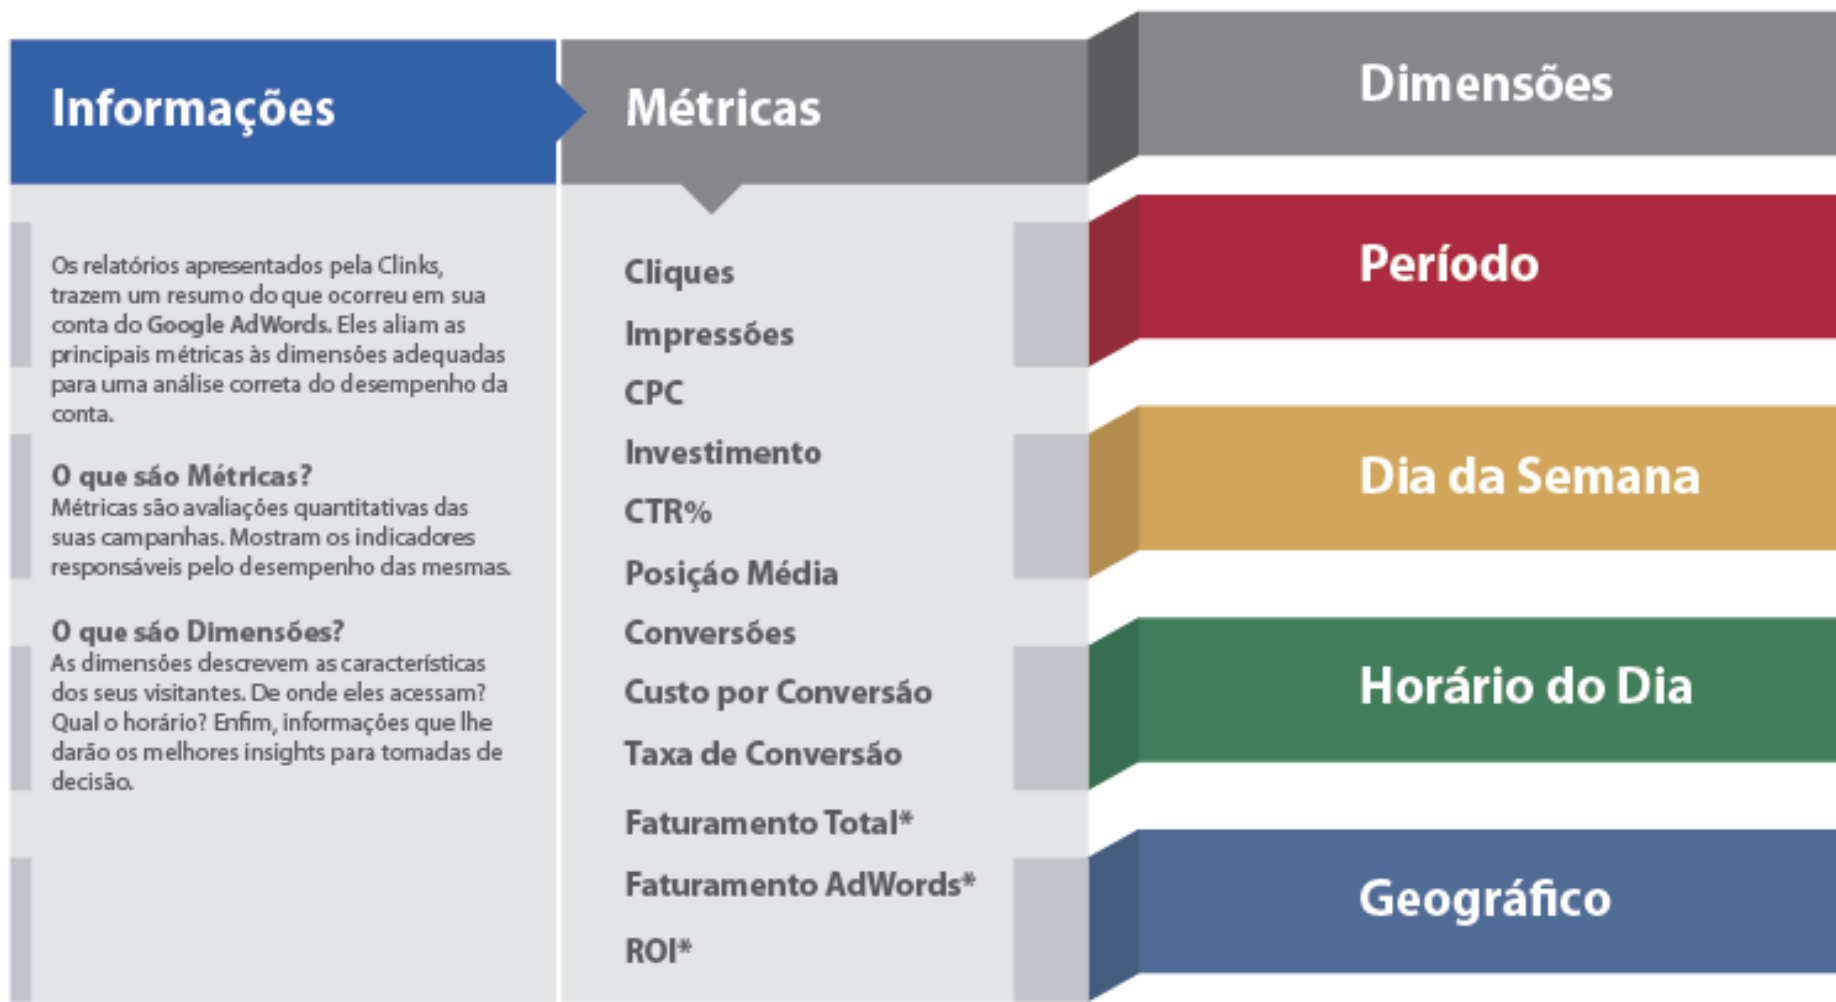 Informações
Os relatórios apresentados pela Clinks,
trazem um resumo do que ocorreu em sua
conta do Google AdWords. Eles aliam as
principais métricas às dimensões adequadas
para uma análise correta do desempenho da
conta.
O que são Métricas?
Métricas são avaliações quantitativas das
suas campanhas. Mostram os indicadores
responsáveis pelo desempenho das mesmas.
O que são Dimensões?
As dimensões descrevem as características
dos seus visitantes. De onde eles acessam?
Qual o horário? Enfim, informações que lhe
darão os melhores insights para tomadas de
decisão.
Métricas
Cliques
Impressões
CPC
Investimento
CTR%
Posição Média
Conversões
Custo por Conversão
Taxa de Conversão
Faturamento Total*
Faturamento AdWords*
ROI*
Dimensões
Período
Dia da Semana
Horário do Dia
Geográfico